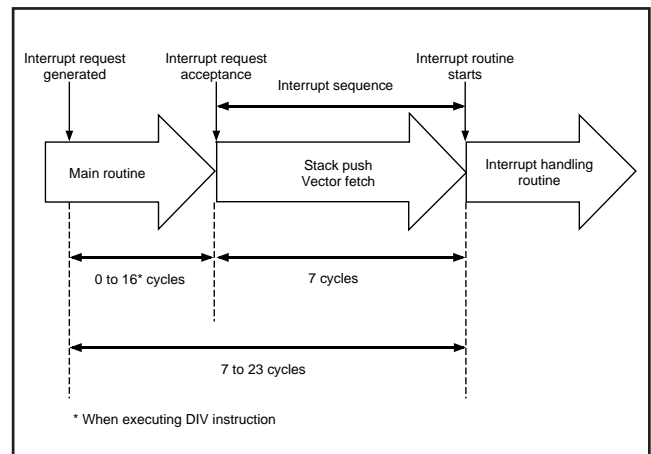 Interrupt request
generated
Interrupt request
acceptance
Interrupt routine
starts
Interrupt sequence
Main routine
Stack push
Vector fetch
Interrupt handling
routine
0 to 16* cycles
7 cycles
7 to 23 cycles
* When executing DIV instruction